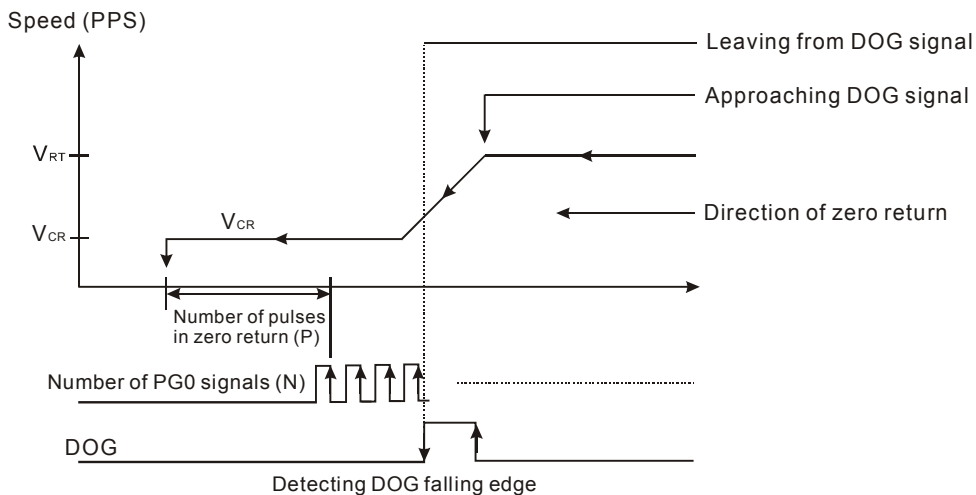 Speed (PPS)
Leaving from DOG signal
Approaching DOG signal
VRT
Direction of zero return
VCR
VCR
Number of pulses
in zero return (P)
Number of PG0 signals (N)
DOG
Detecting DOG falling edge